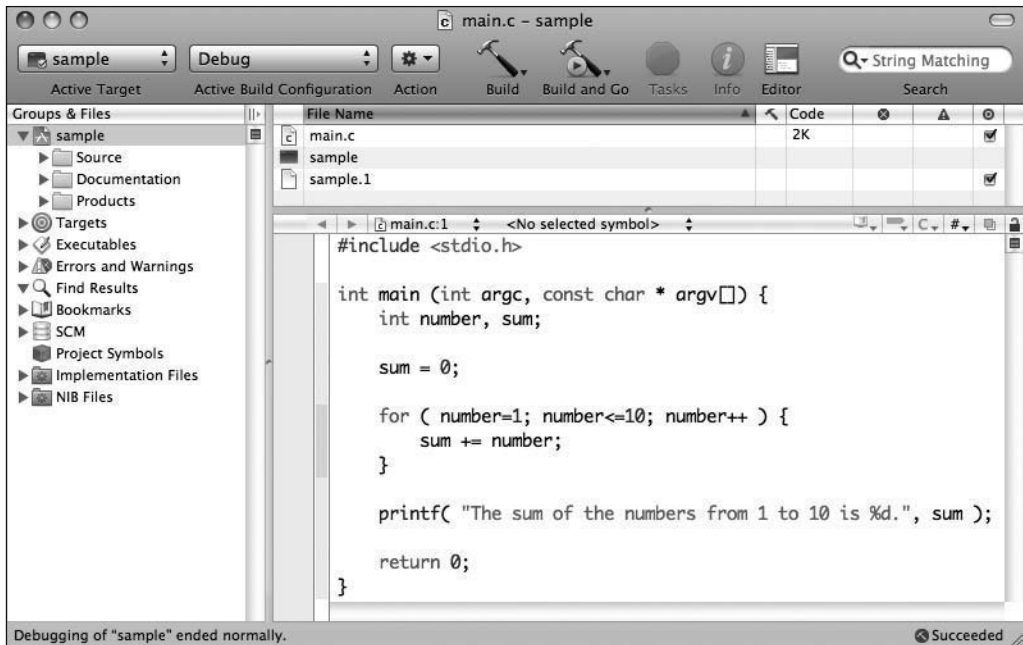 main.c – sample
sample
Debug
String Matching
Active Target
Active Build Configuration
Action
Build
Build and Go
Tasks
Info
Editor
Search
Groups & Files
sample
Source
Documentation
Products
Targets
Executables
Errors and Warnings
Find Results
Bookmarks
SCM
Project Symbols
Implementation Files
NIB Files
File Name
Code
main.c
2K
sample
sample.1
main.c:1
<No selected symbol>
C
#
#include <stdio.h>
int main (int argc, const char * argv[]) {
int number, sum;
sum = 0;
for ( number=1; number<=10; number++ ) {
sum += number;
}
printf( "The sum of the numbers from 1 to 10 is %d.", sum );
return 0;
}
Debugging of "sample" ended normally.
Succeeded